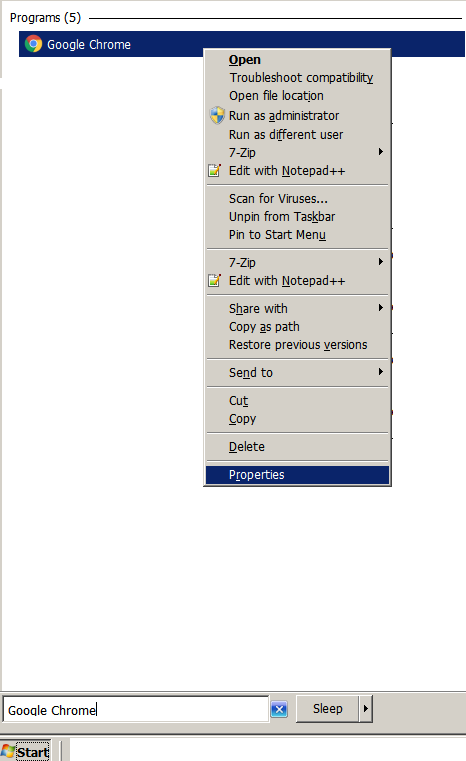 Programs (5)
Google Chrome
Open
Troubleshoot compatibility
Open file location
Run as administrator
Run as different user
7-Zip
Edit with Notepad++
Scan for Viruses...
Unpin from Taskbar
Pin to Start Menu
7-Zip
Edit with Notepad++
Share with
Copy as path
Restore previous versions
Send to
Cut
Copy
Delete
Properties
Google Chrome
Sleep
Start